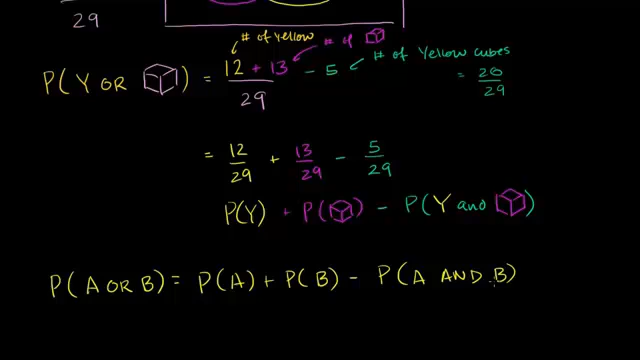 29
# of Yellow # of
P(Y OR ) = 12 + 13 - 5 # of Yellow cubes
29
= 20/29
= 12/29 + 13/29 - 5/29
P(Y) + P( ) - P(Y and )
P(A OR B) = P(A) + P(B) - P(A AND B)